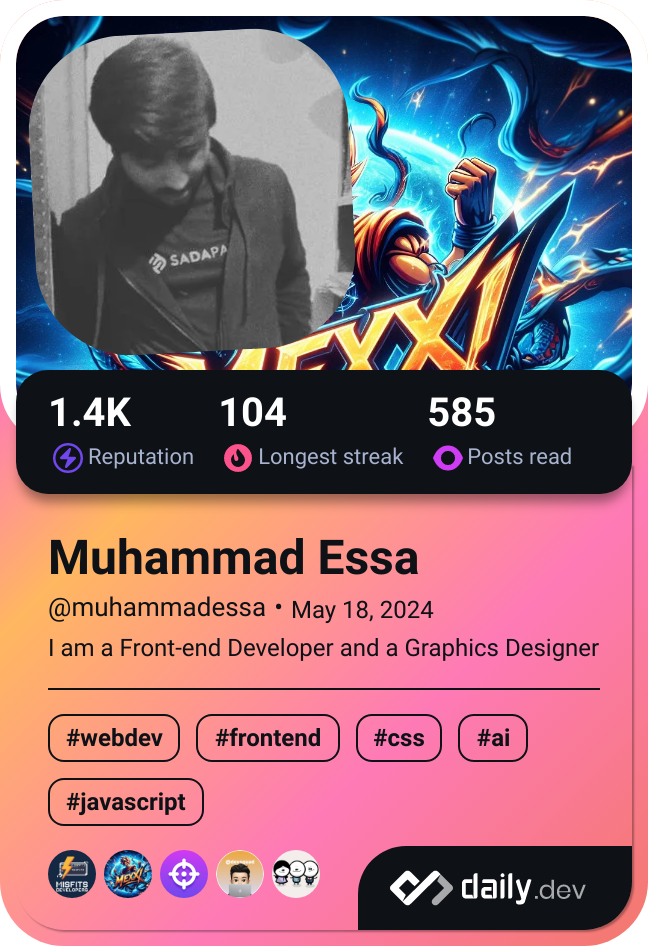 SADAPA
MEXXI
1.4K 104 585
Reputation Longest streak Posts read
Muhammad Essa
@muhammadessa • May 18, 2024
I am a Front-end Developer and a Graphics Designer
#webdev #frontend #css #ai
#javascript
MISFITS
DEVELOPERS
MEXXI
daily.dev